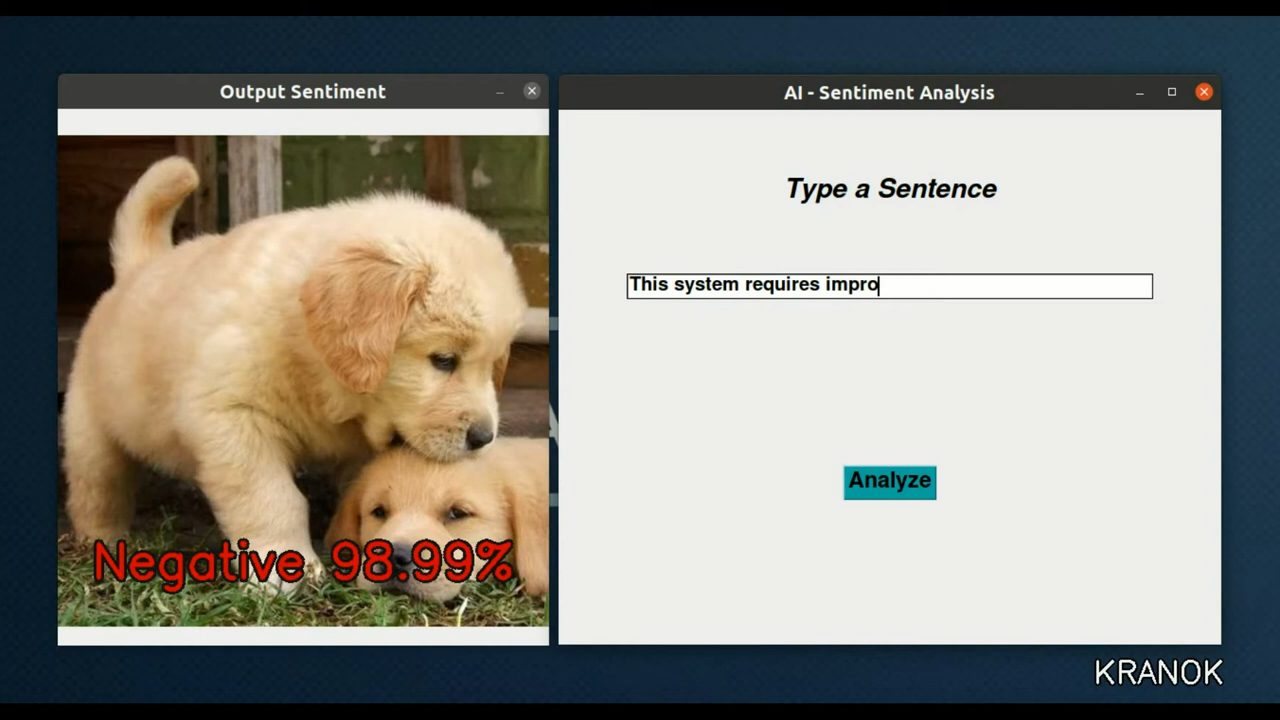 Output Sentiment
Negative 98.99%
AI - Sentiment Analysis
Type a Sentence
This system requires impro
Analyze
KRANOK